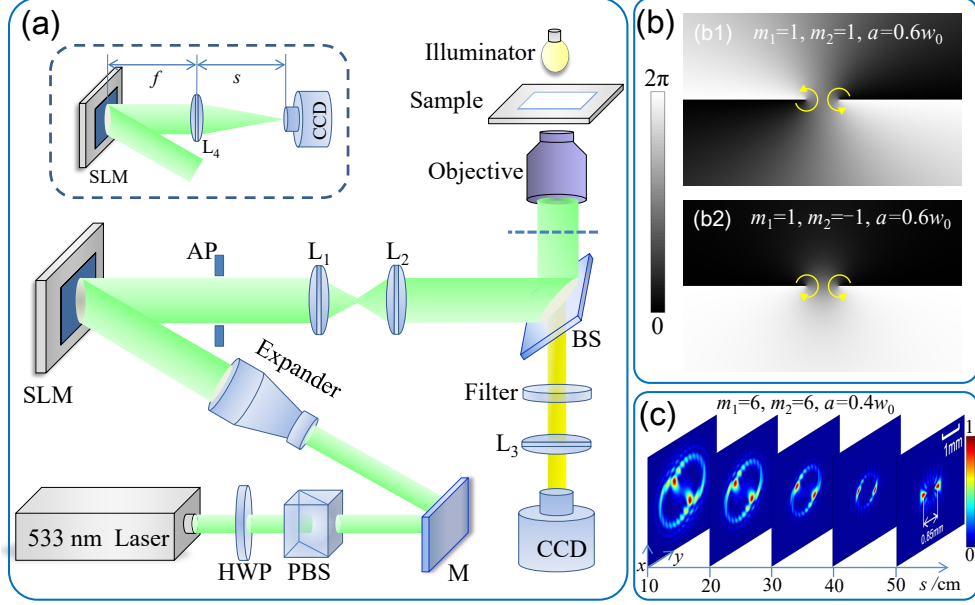 (a)
f
s
SLM
L4
CCD
Illuminator
Sample
Objective
AP
L1
L2
BS
SLM
Expander
Filter
L3
533 nm Laser
HWP
PBS
M
CCD
(b)
2π
0
(b1)
m1=1, m2=1, a=0.6w0
(b2)
m1=1, m2=−1, a=0.6w0
(c)
m1=6, m2=6, a=0.4w0
1mm
1
0
0.85mm
x
y
10 20 30 40 50 s /cm